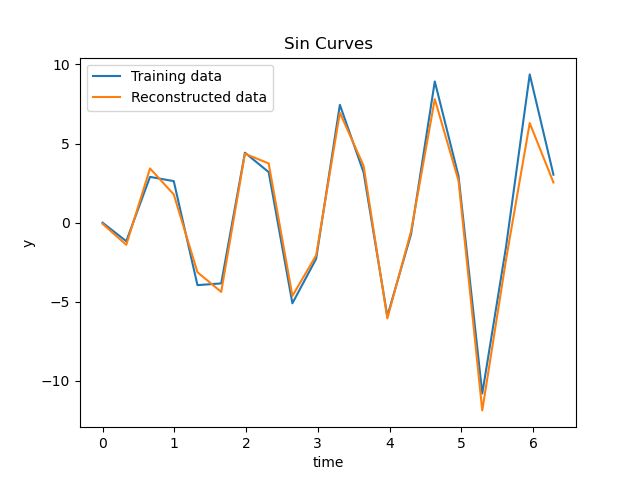 Sin Curves
Training data
Reconstructed data
10
5
0
−5
−10
y
0 1 2 3 4 5 6
time